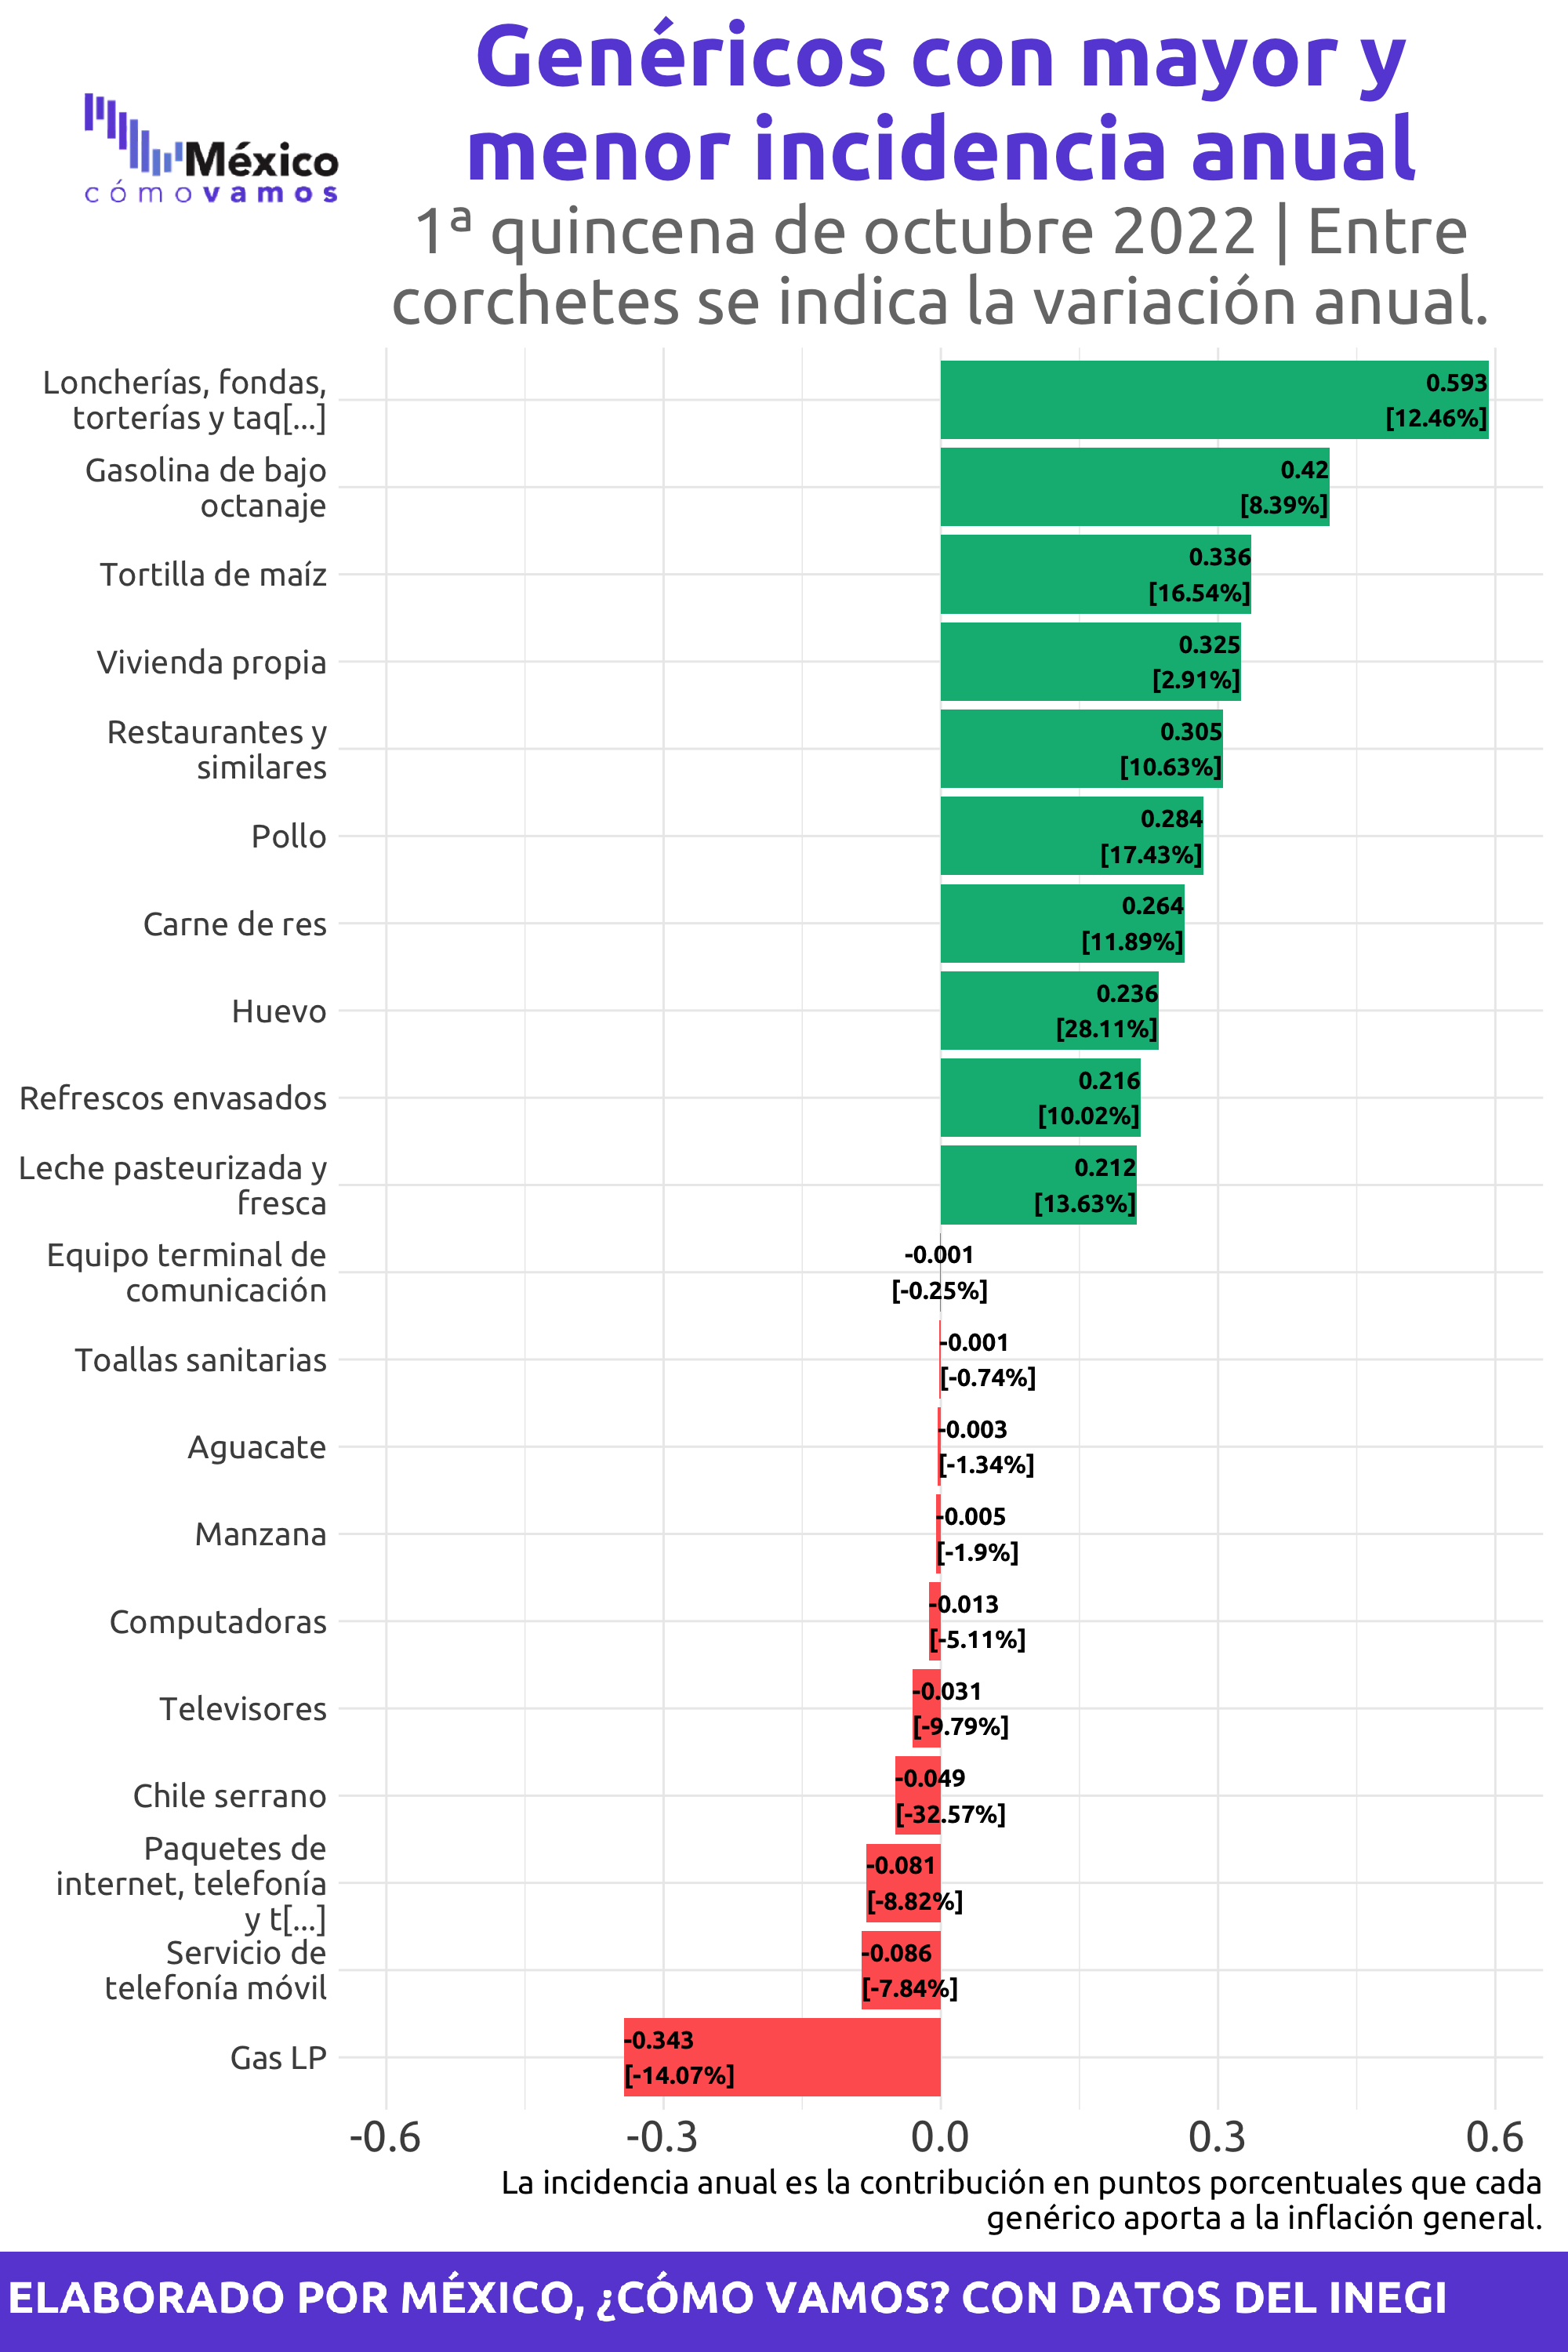 México
cómovamos
Genéricos con mayor y
menor incidencia anual
1ª quincena de octubre 2022 | Entre
corchetes se indica la variación anual.
Loncherías, fondas,
torterías y taq[...]
0.593
[12.46%]
Gasolina de bajo
octanaje
0.42
[8.39%]
Tortilla de maíz
0.336
[16.54%]
Vivienda propia
0.325
[2.91%]
Restaurantes y
similares
0.305
[10.63%]
Pollo
0.284
[17.43%]
Carne de res
0.264
[11.89%]
Huevo
0.236
[28.11%]
Refrescos envasados
0.216
[10.02%]
Leche pasteurizada y
fresca
0.212
[13.63%]
Equipo terminal de
comunicación
-0.001
[-0.25%]
Toallas sanitarias
-0.001
[-0.74%]
Aguacate
-0.003
[-1.34%]
Manzana
-0.005
[-1.9%]
Computadoras
-0.013
[-5.11%]
Televisores
-0.031
[-9.79%]
Chile serrano
-0.049
[-32.57%]
Paquetes de
internet, telefonía
y t[...]
-0.081
[-8.82%]
Servicio de
telefonía móvil
-0.086
[-7.84%]
Gas LP
-0.343
[-14.07%]
-0.6 -0.3 0.0 0.3 0.6
La incidencia anual es la contribución en puntos porcentuales que cada
genérico aporta a la inflación general.
ELABORADO POR MÉXICO, ¿CÓMO VAMOS? CON DATOS DEL INEGI